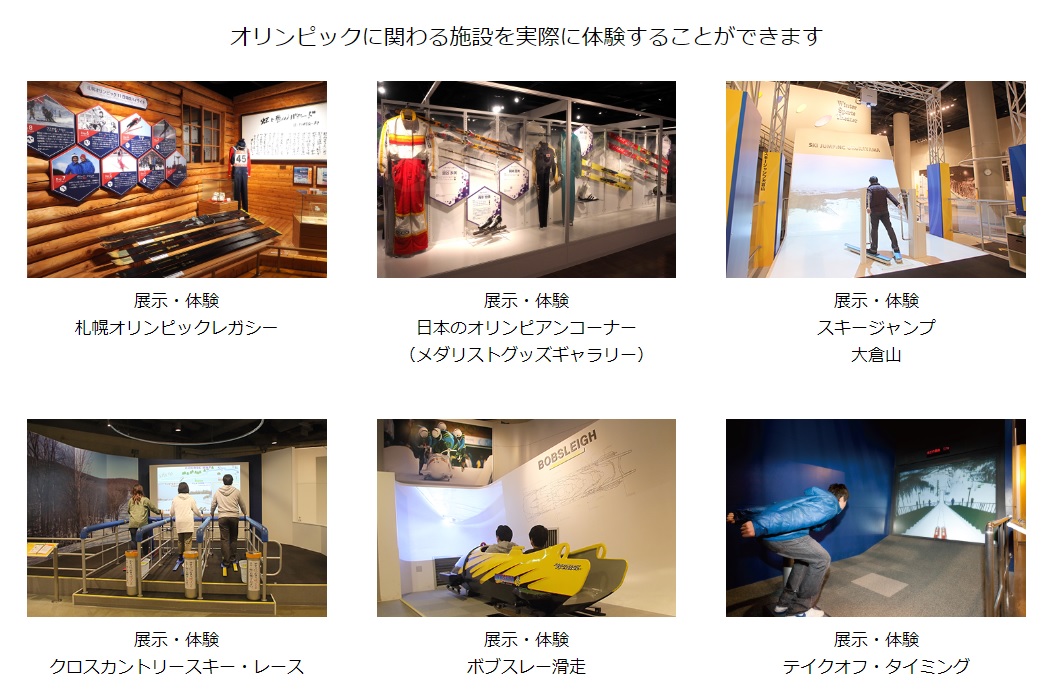 オリンピックに関わる施設を実際に体験することができます
45
Winter
Sports
SKI JUMPING OKURAYAMA
展示・体験
札幌オリンピックレガシー
展示・体験
日本のオリンピアンコーナー
（メダリストグッズギャラリー）
展示・体験
スキージャンプ
大倉山
BOBSLEIGH
展示・体験
クロスカントリースキー・レース
展示・体験
ボブスレー滑走
展示・体験
テイクオフ・タイミング